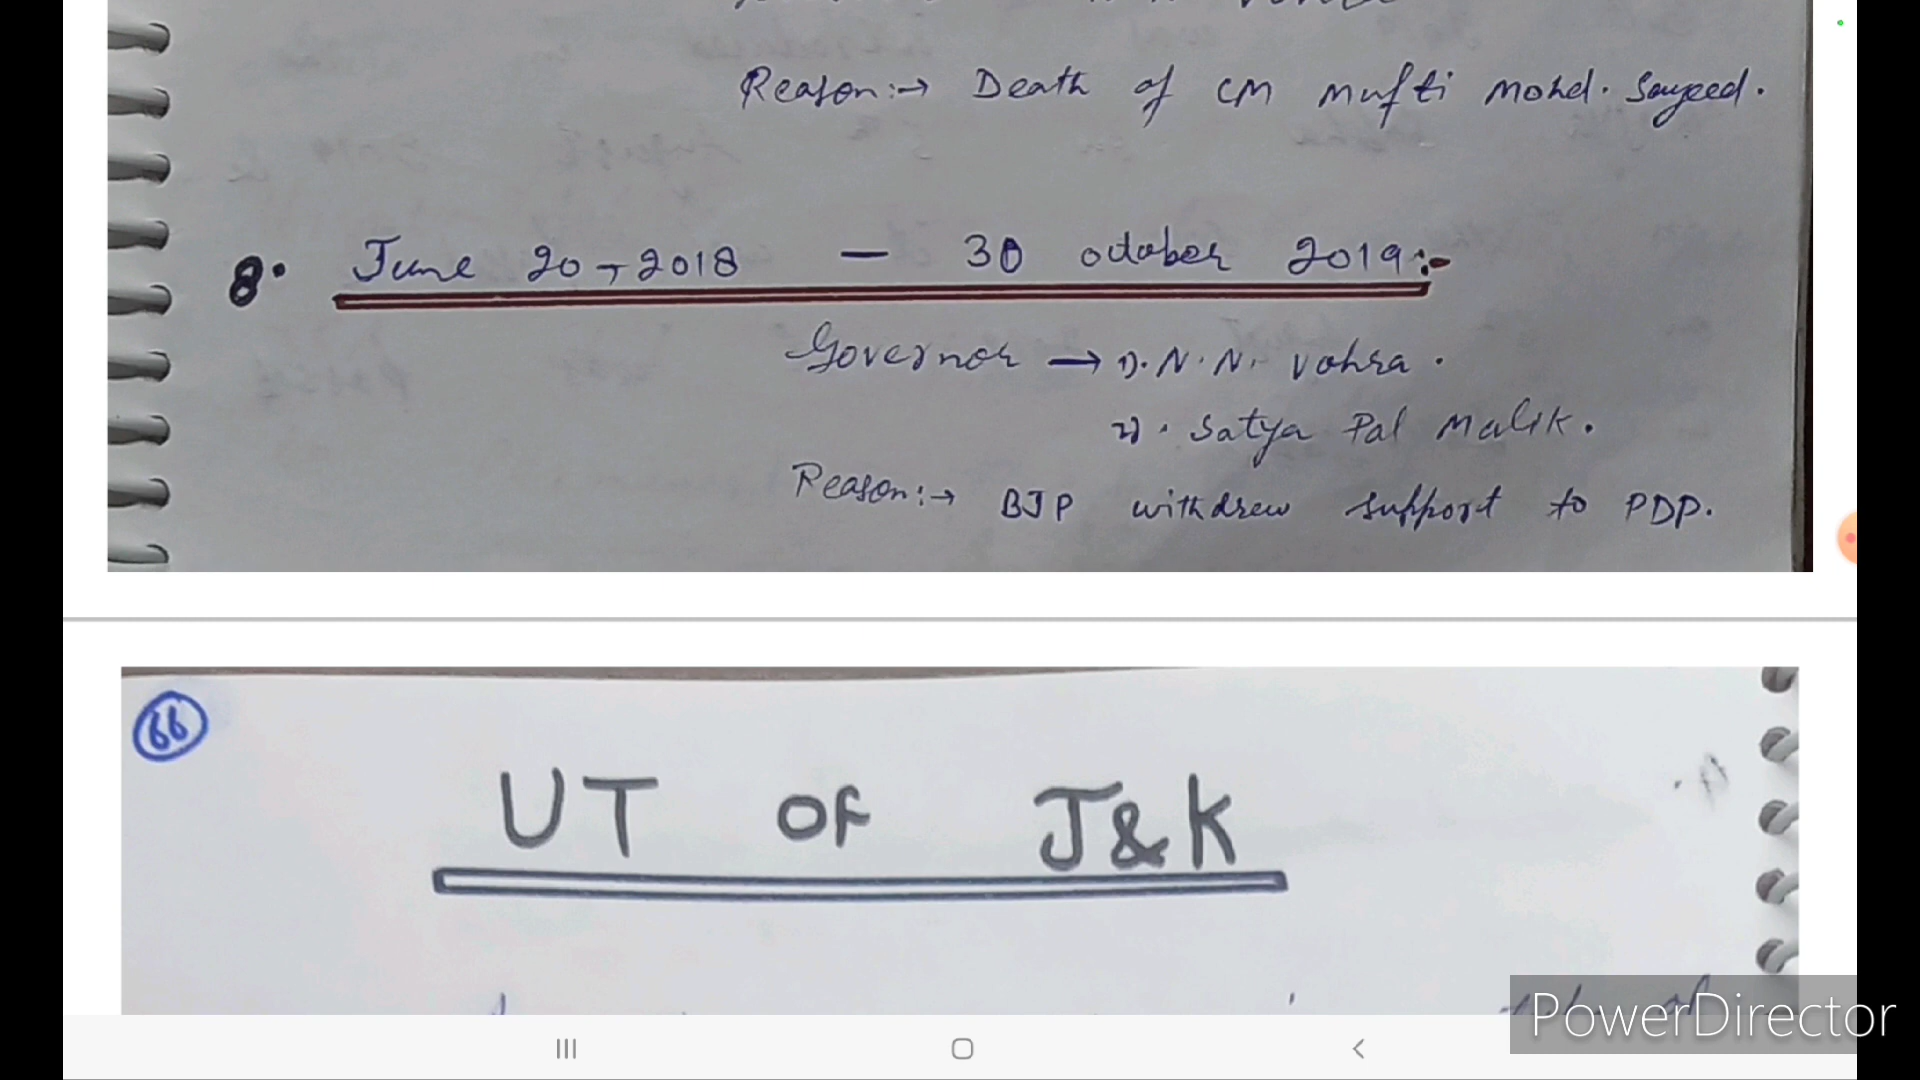 Reason:→ Death of CM Mufti Mohd. Sayeed.
8. June 20, 2018 — 30 october 2019:-
Governor → 1). N. N. Vohra.
2). Satya Pal Malik.
Reason:→ BJP withdrew support to PDP.
66
UT OF J&K
PowerDirector